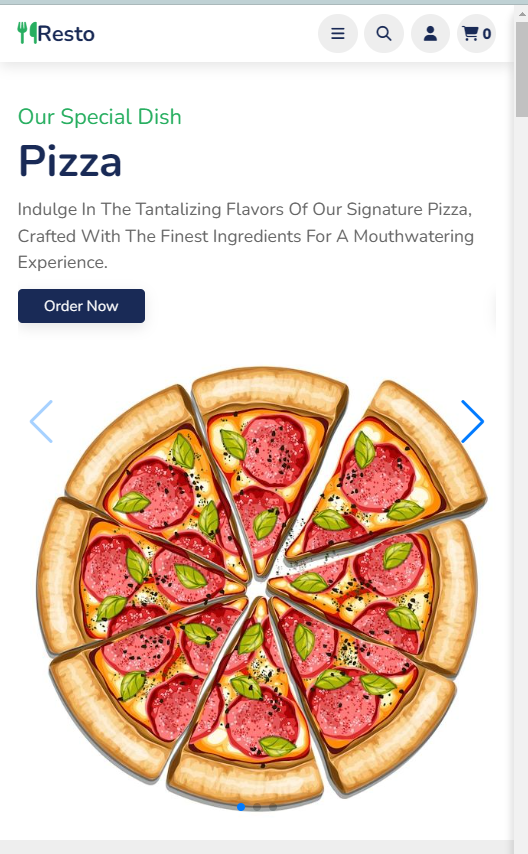 Resto
0
Our Special Dish
Pizza
Indulge In The Tantalizing Flavors Of Our Signature Pizza,
Crafted With The Finest Ingredients For A Mouthwatering
Experience.
Order Now